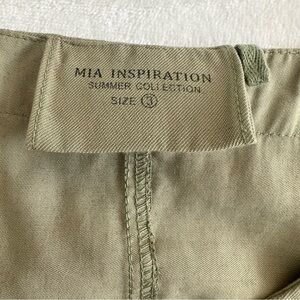 MIA INSPIRATION
SUMMER COLLECTION
SIZE ③